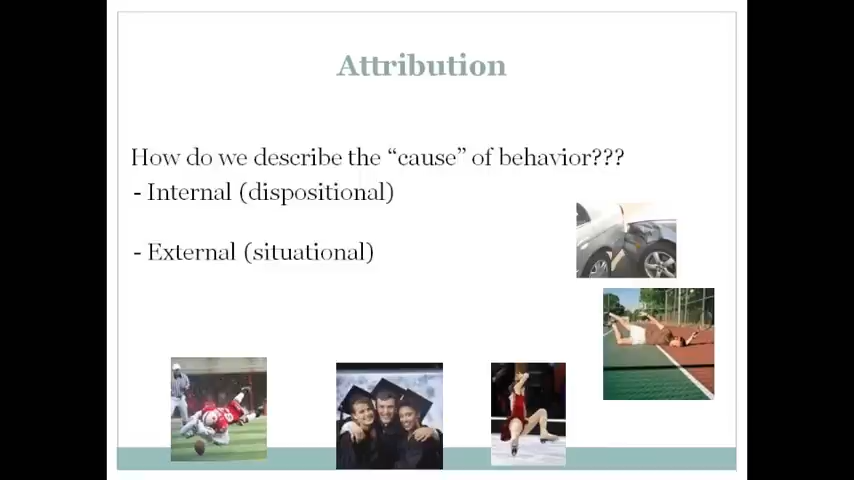 Attribution
How do we describe the “cause” of behavior???
- Internal (dispositional)
- External (situational)